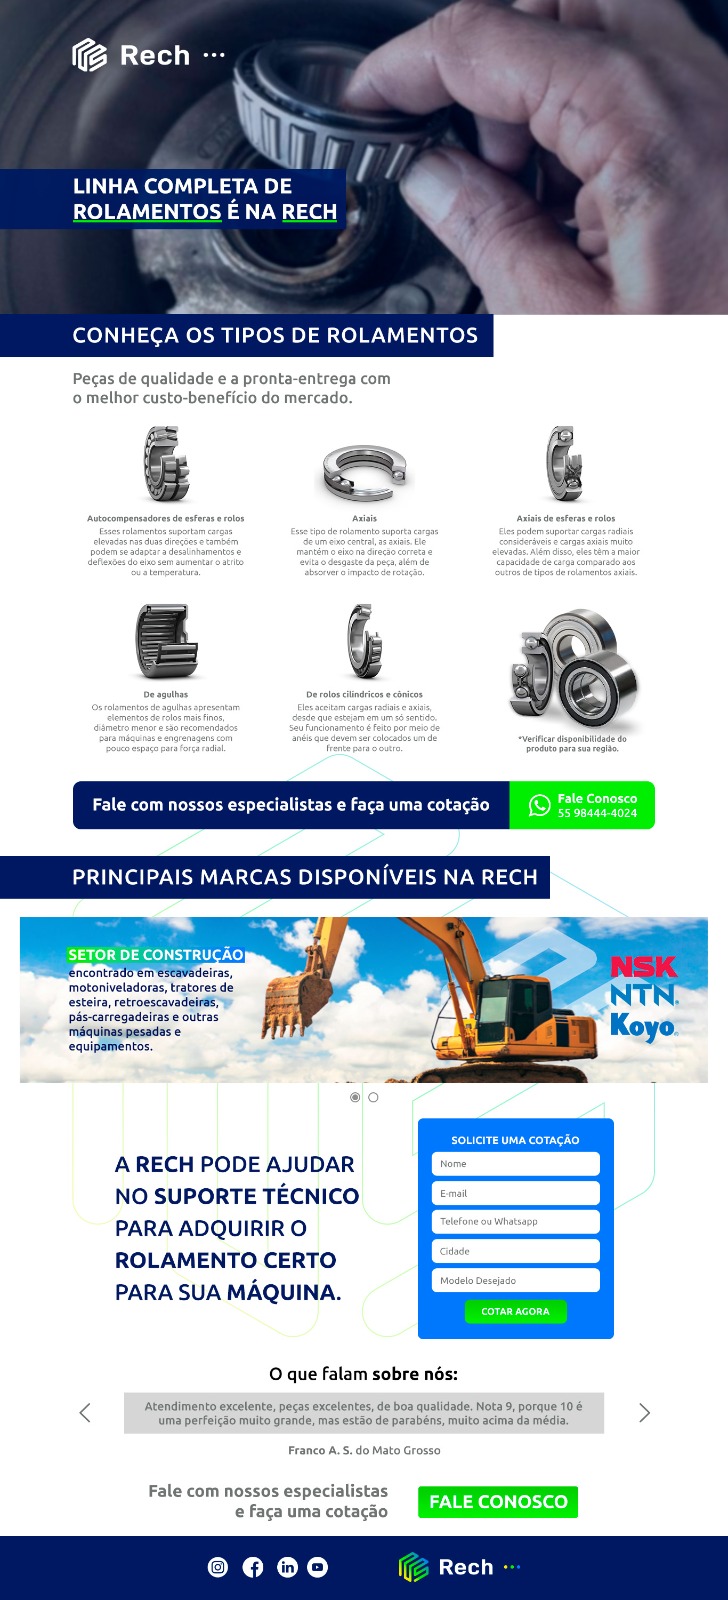 Rech
LINHA COMPLETA DE
ROLAMENTOS É NA RECH
CONHEÇA OS TIPOS DE ROLAMENTOS
Peças de qualidade e a pronta-entrega com
o melhor custo-benefício do mercado.
Autocompensadores de esferas e rolos
Esses rolamentos suportam cargas
elevadas nas duas direções e também
podem se adaptar a desalinhamentos e
deflexões do eixo sem aumentar o atrito
ou a temperatura.
Axiais
Esse tipo de rolamento suporta cargas
de um eixo central, as axiais. Ele
mantém o eixo na direção correta e
evita o desgaste da peça, além de
absorver o impacto de rotação.
Axiais de esferas e rolos
Eles podem suportar cargas radiais
consideráveis e cargas axiais muito
elevadas. Além disso, eles têm a maior
capacidade de carga comparado aos
outros de tipos de rolamentos axiais.
De agulhas
Os rolamentos de agulhas apresentam
elementos de rolos mais finos,
diâmetro menor e são recomendados
para máquinas e engrenagens com
pouco espaço para força radial.
De rolos cilíndricos e cônicos
Eles aceitam cargas radiais e axiais,
desde que estejam em um só sentido.
Seu funcionamento é feito por meio de
anéis que devem ser colocados um de
frente para o outro.
*Verificar disponibilidade do
produto para sua região.
Fale com nossos especialistas e faça uma cotação
Fale Conosco
55 98444-4024
PRINCIPAIS MARCAS DISPONÍVEIS NA RECH
SETOR DE CONSTRUÇÃO
encontrado em escavadeiras,
motoniveladoras, tratores de
esteira, retroescavadeiras,
pás-carregadeiras e outras
máquinas pesadas e
equipamentos.
NSK
NTN
Koyo
A RECH PODE AJUDAR
NO SUPORTE TÉCNICO
PARA ADQUIRIR O
ROLAMENTO CERTO
PARA SUA MÁQUINA.
SOLICITE UMA COTAÇÃO
Nome
E-mail
Telefone ou Whatsapp
Cidade
Modelo Desejado
COTAR AGORA
O que falam sobre nós:
Atendimento excelente, peças excelentes, de boa qualidade. Nota 9, porque 10 é
uma perfeição muito grande, mas estão de parabéns, muito acima da média.
Franco A. S. do Mato Grosso
Fale com nossos especialistas
e faça uma cotação
FALE CONOSCO
Rech